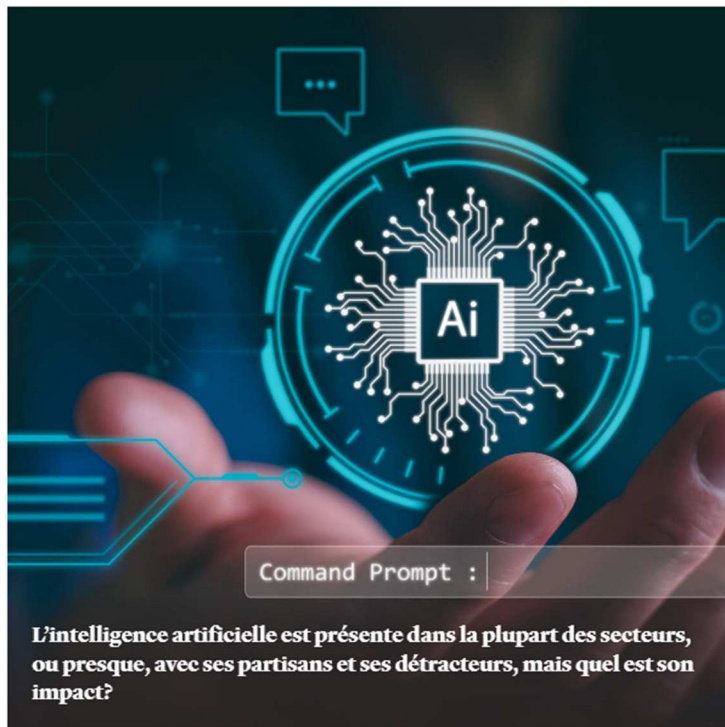 Ai
Command Prompt :
L'intelligence artificielle est présente dans la plupart des secteurs,
ou presque, avec ses partisans et ses détracteurs, mais quel est son
impact?